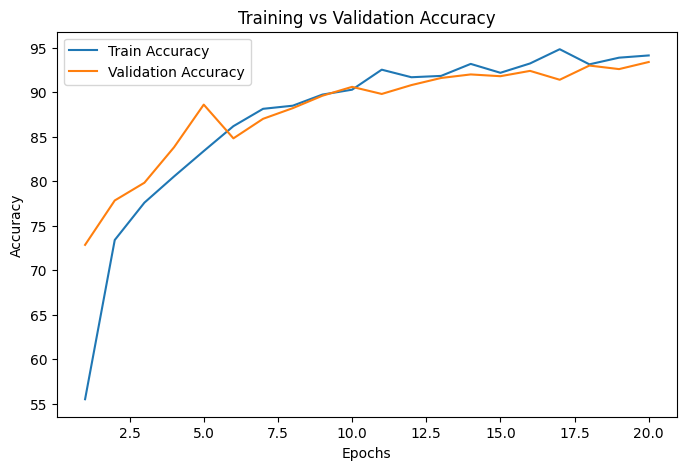 Training vs Validation Accuracy
Train Accuracy
Validation Accuracy
Accuracy
95
90
85
80
75
70
65
60
55
2.5 5.0 7.5 10.0 12.5 15.0 17.5 20.0
Epochs